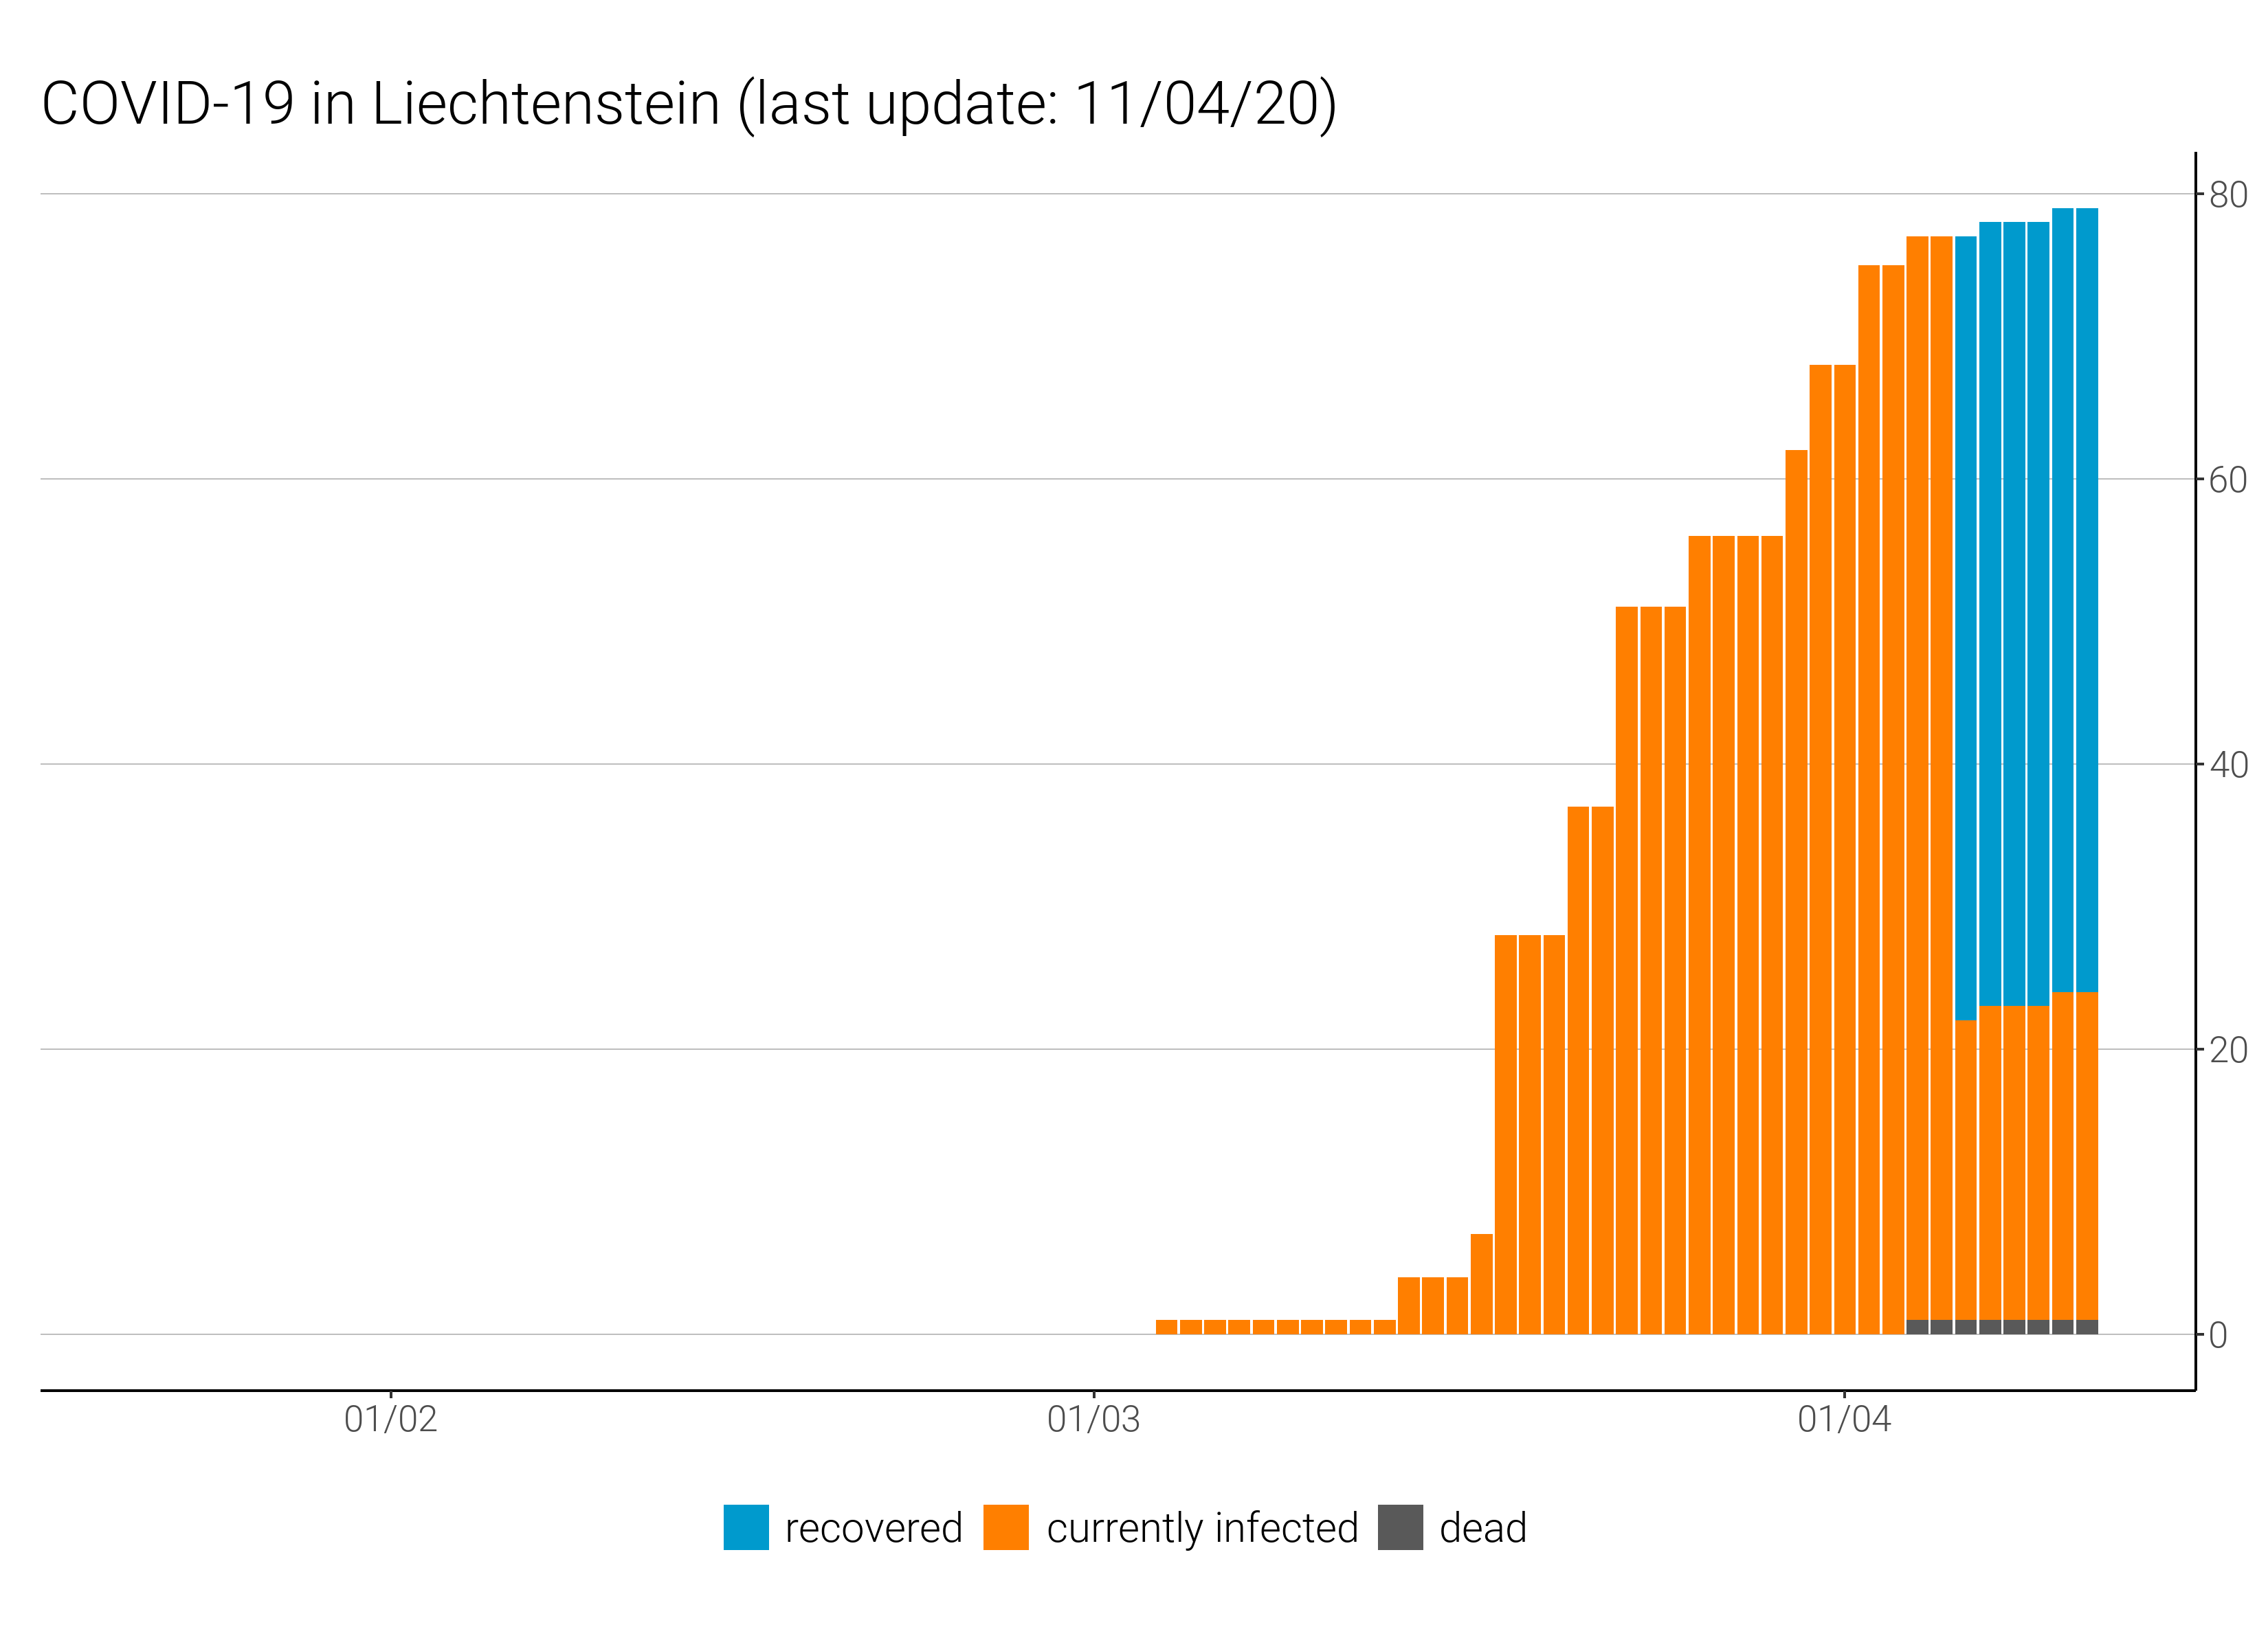 COVID-19 in Liechtenstein (last update: 11/04/20)
80
60
40
20
0
01/02 01/03 01/04
recovered currently infected dead